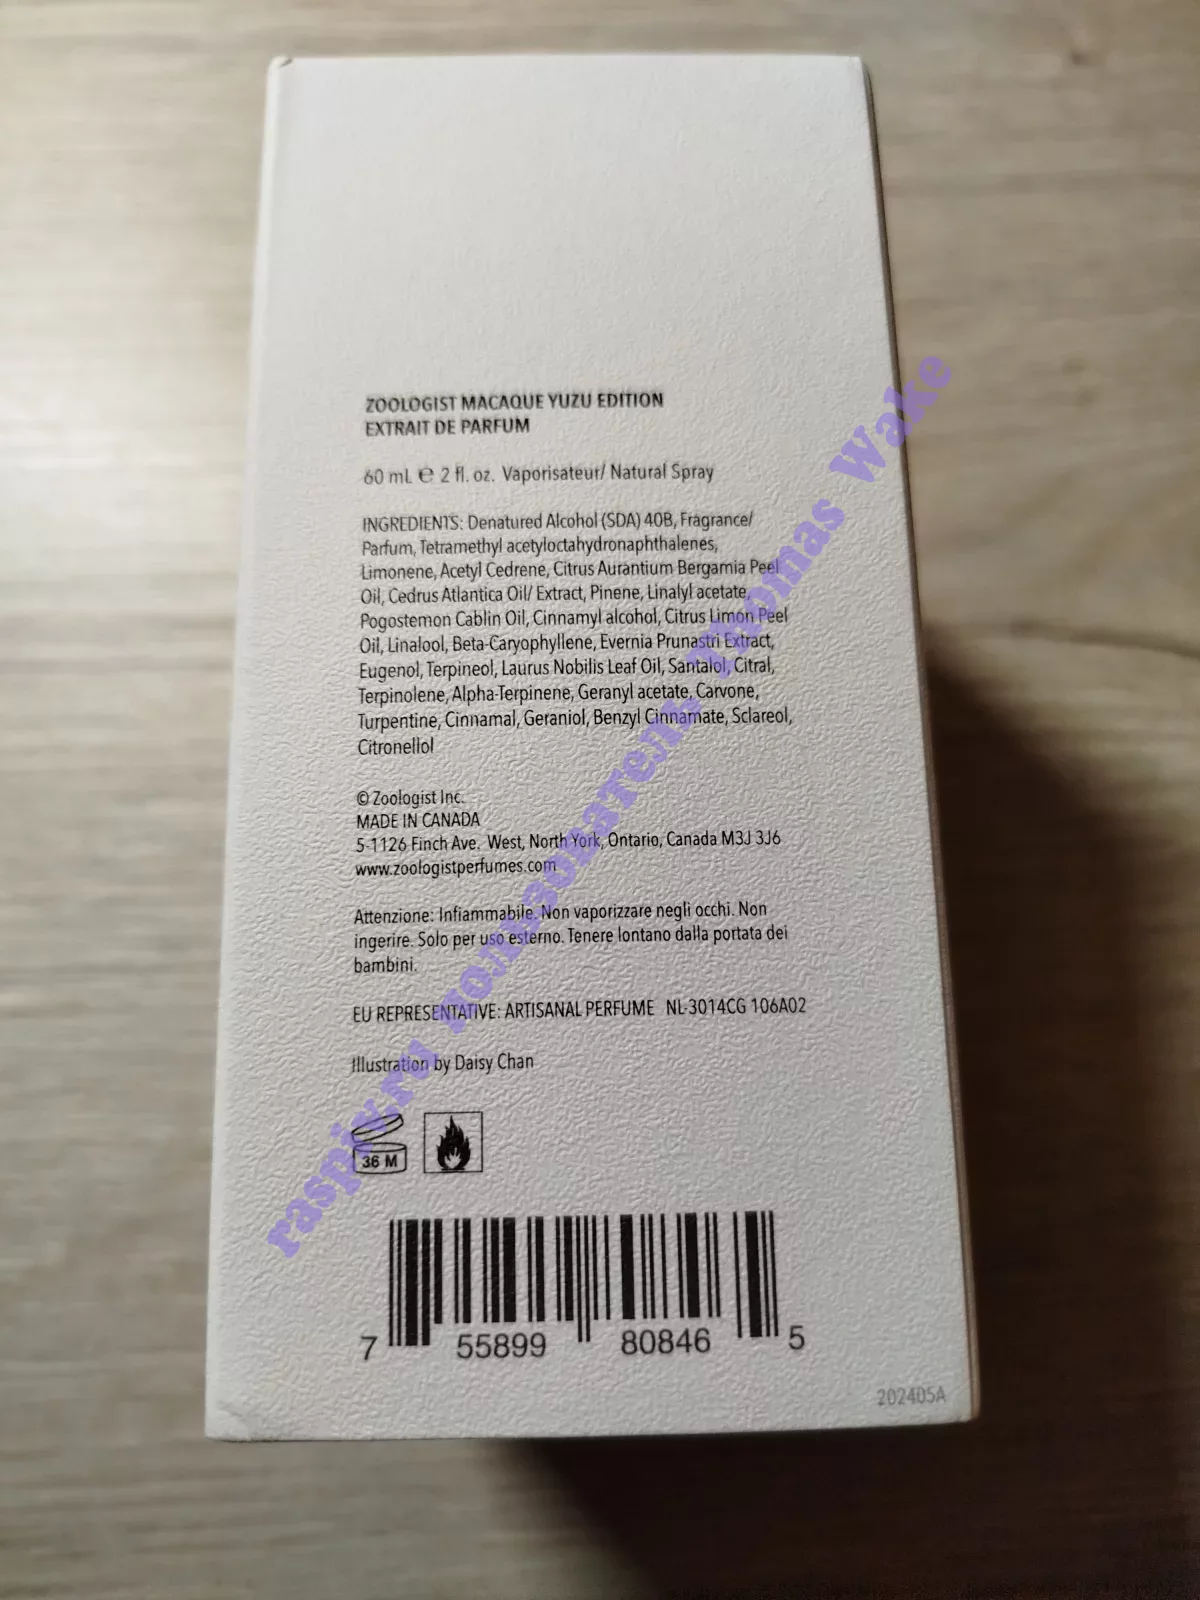 ZOOLOGIST MACAQUE YUZU EDITION
EXTRAIT DE PARFUM
60 mL ℮ 2 fl. oz. Vaporisateur/ Natural Spray
INGREDIENTS: Denatured Alcohol (SDA) 40B, Fragrance/
Parfum, Tetramethyl acetyloctahydronaphthalenes,
Limonene, Acetyl Cedrene, Citrus Aurantium Bergamia Peel
Oil, Cedrus Atlantica Oil/ Extract, Pinene, Linalyl acetate,
Pogostemon Cablin Oil, Cinnamyl alcohol, Citrus Limon Peel
Oil, Linalool, Beta-Caryophyllene, Evernia Prunastri Extract,
Eugenol, Terpineol, Laurus Nobilis Leaf Oil, Santalol, Citral,
Terpinolene, Alpha-Terpinene, Geranyl acetate, Carvone,
Turpentine, Cinnamal, Geraniol, Benzyl Cinnamate, Sclareol,
Citronellol
© Zoologist Inc.
MADE IN CANADA
5-1126 Finch Ave. West, North York, Ontario, Canada M3J 3J6
www.zoologistperfumes.com
Attenzione: Infiammabile. Non vaporizzare negli occhi. Non
ingerire. Solo per uso esterno. Tenere lontano dalla portata dei
bambini.
EU REPRESENTATIVE: ARTISANAL PERFUME NL-3014CG 106A02
Illustration by Daisy Chan
36 M
7 55899 80846 5
202405A
raspiv.ru пользователь Thomas Wake